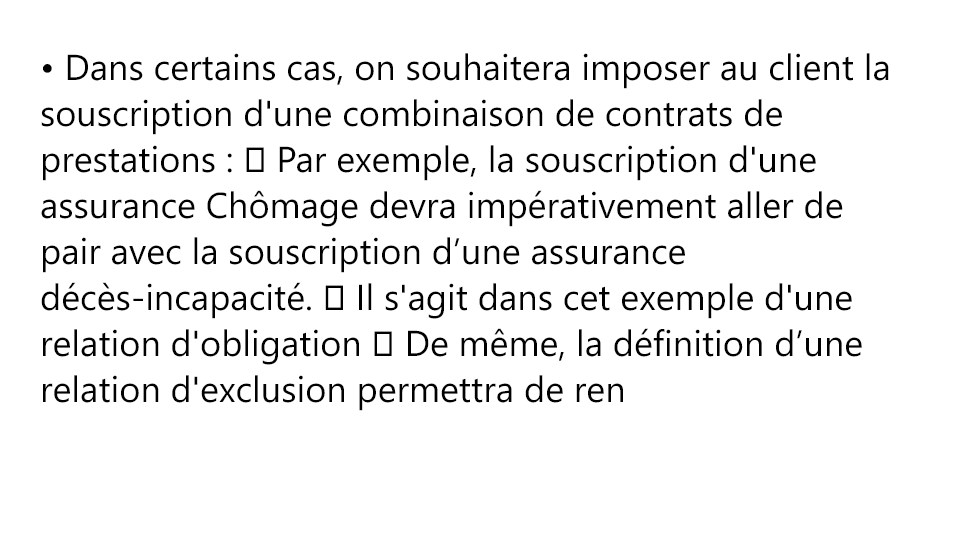 • Dans certains cas, on souhaitera imposer au client la
souscription d'une combinaison de contrats de
prestations : □ Par exemple, la souscription d'une
assurance Chômage devra impérativement aller de
pair avec la souscription d’une assurance
décès-incapacité. □ Il s'agit dans cet exemple d'une
relation d'obligation □ De même, la définition d’une
relation d'exclusion permettra de ren